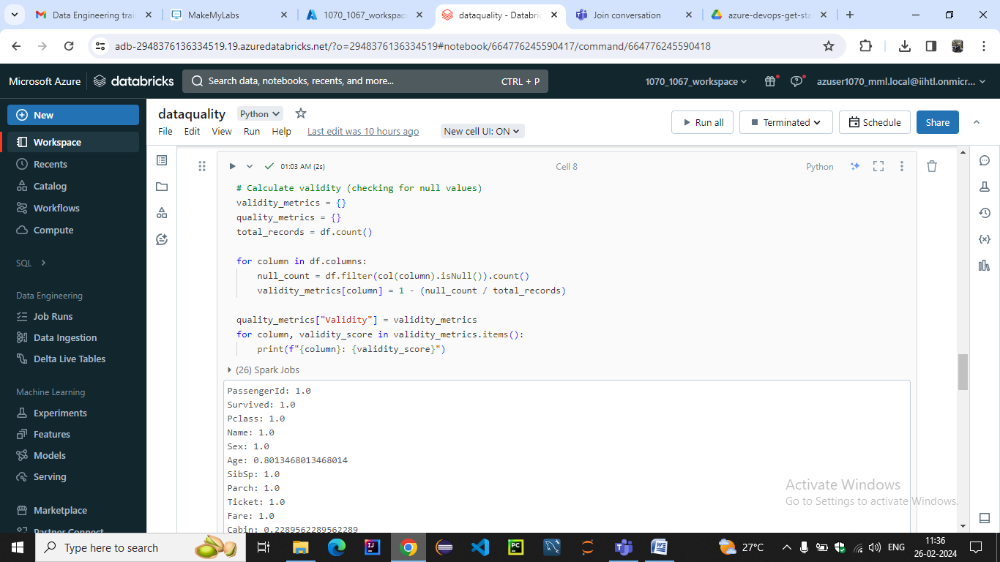 Data Engineering trai
MakeMyLabs
1070_1067_workspac
dataquality - Databric
Join conversation
azure-devops-get-sta
adb-2948376136334519.19.azuredatabricks.net/?o=2948376136334519#notebook/664776245590417/command/664776245590418
Microsoft Azure
databricks
Search data, notebooks, recents, and more...
CTRL + P
1070_1067_workspace
azuser1070_mml.local@iihtl.onmicr...
New
Workspace
Recents
Catalog
Workflows
Compute
SQL
Data Engineering
Job Runs
Data Ingestion
Delta Live Tables
Machine Learning
Experiments
Features
Models
Serving
Marketplace
Partner Connect
dataquality
Python
File Edit View Run Help
Last edit was 10 hours ago
New cell UI: ON
Run all
Terminated
Schedule
Share
01:03 AM (2s)
Cell 8
Python
# Calculate validity (checking for null values)
validity_metrics = {}
quality_metrics = {}
total_records = df.count()
for column in df.columns:
    null_count = df.filter(col(column).isNull()).count()
    validity_metrics[column] = 1 - (null_count / total_records)
quality_metrics["Validity"] = validity_metrics
for column, validity_score in validity_metrics.items():
    print(f"{column}: {validity_score}")
(26) Spark Jobs
PassengerId: 1.0
Survived: 1.0
Pclass: 1.0
Name: 1.0
Sex: 1.0
Age: 0.8013468013468014
SibSp: 1.0
Parch: 1.0
Ticket: 1.0
Fare: 1.0
Cabin: 0.2289562289562289
Activate Windows
Go to Settings to activate Windows.
Type here to search
27°C
ENG
11:36
26-02-2024